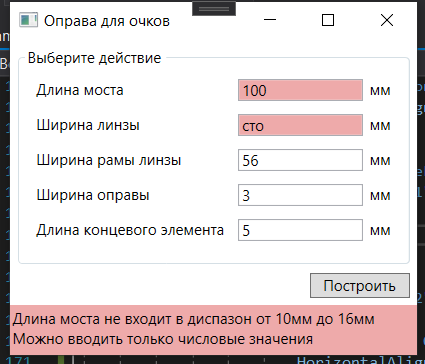 Оправа для очков
Выберите действие
Длина моста 100 мм
Ширина линзы сто мм
Ширина рамы линзы 56 мм
Ширина оправы 3 мм
Длина концевого элемента 5 мм
Построить
Длина моста не входит в диспазон от 10мм до 16мм
Можно вводить только числовые значения
171
HorizontalAlig